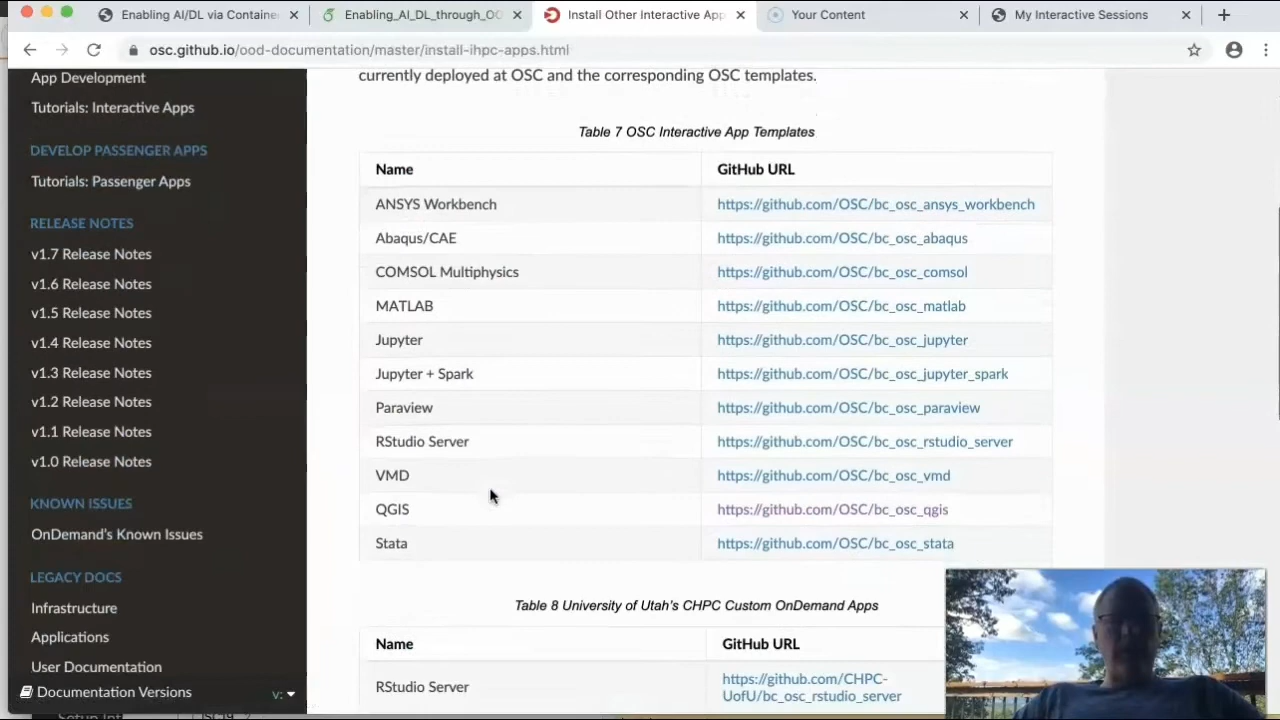 Enabling AI/DL via Containe
Enabling_AI_DL_through_OO
Install Other Interactive App
Your Content
My Interactive Sessions
osc.github.io/ood-documentation/master/install-ihpc-apps.html
App Development
Tutorials: Interactive Apps
DEVELOP PASSENGER APPS
Tutorials: Passenger Apps
RELEASE NOTES
v1.7 Release Notes
v1.6 Release Notes
v1.5 Release Notes
v1.4 Release Notes
v1.3 Release Notes
v1.2 Release Notes
v1.1 Release Notes
v1.0 Release Notes
KNOWN ISSUES
OnDemand's Known Issues
LEGACY DOCS
Infrastructure
Applications
User Documentation
Documentation Versions v:
currently deployed at OSC and the corresponding OSC templates.
Table 7 OSC Interactive App Templates
Name GitHub URL
ANSYS Workbench https://github.com/OSC/bc_osc_ansys_workbench
Abaqus/CAE https://github.com/OSC/bc_osc_abaqus
COMSOL Multiphysics https://github.com/OSC/bc_osc_comsol
MATLAB https://github.com/OSC/bc_osc_matlab
Jupyter https://github.com/OSC/bc_osc_jupyter
Jupyter + Spark https://github.com/OSC/bc_osc_jupyter_spark
Paraview https://github.com/OSC/bc_osc_paraview
RStudio Server https://github.com/OSC/bc_osc_rstudio_server
VMD https://github.com/OSC/bc_osc_vmd
QGIS https://github.com/OSC/bc_osc_qgis
Stata https://github.com/OSC/bc_osc_stata
Table 8 University of Utah's CHPC Custom OnDemand Apps
Name GitHub URL
RStudio Server https://github.com/CHPC-
UofU/bc_osc_rstudio_server